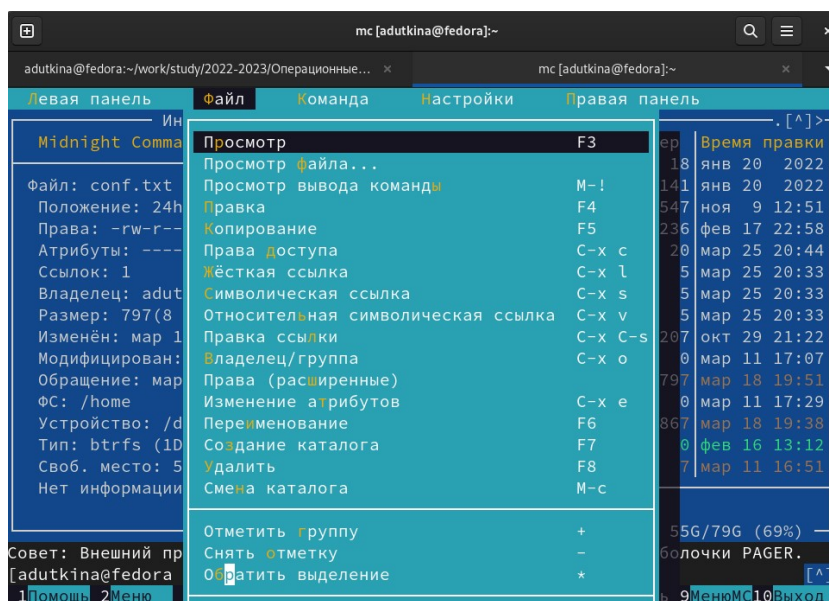 mc [adutkina@fedora]:~
adutkina@fedora:~/work/study/2022-2023/Операционные... × mc [adutkina@fedora]:~ ×
Левая панель Файл Команда Настройки Правая панель
Ин .[^]>
Midnight Comma Просмотр F3 ер Время правки
Просмотр файла... 18 янв 20 2022
Файл: conf.txt Просмотр вывода команды M-! 141 янв 20 2022
Положение: 24h Правка F4 547 ноя 9 12:51
Права: -rw-r-- Копирование F5 236 фев 17 22:58
Атрибуты: ---- Права доступа C-x c 20 мар 25 20:44
Ссылок: 1 Жёсткая ссылка C-x l 5 мар 25 20:33
Владелец: adut Символическая ссылка C-x s 5 мар 25 20:33
Размер: 797(8 Относительная символическая ссылка C-x v 5 мар 25 20:33
Изменён: мар 1 Правка ссылки C-x C-s 207 окт 29 21:22
Модифицирован: Владелец/группа C-x o 0 мар 11 17:07
Обращение: мар Права (расширенные) 797 мар 18 19:51
ФС: /home Изменение атрибутов C-x e 0 мар 11 17:29
Устройство: /d Переименование F6 867 мар 18 19:38
Тип: btrfs (1D Создание каталога F7 0 фев 16 13:12
Своб. место: 5 Удалить F8 7 мар 11 16:51
Нет информации Смена каталога M-c
Отметить группу + 55G/79G (69%)
Совет: Внешний пр Снять отметку - болочки PAGER.
[adutkina@fedora Обратить выделение * [^]
1Помощь 2Меню ь 9МенюMC10Выход